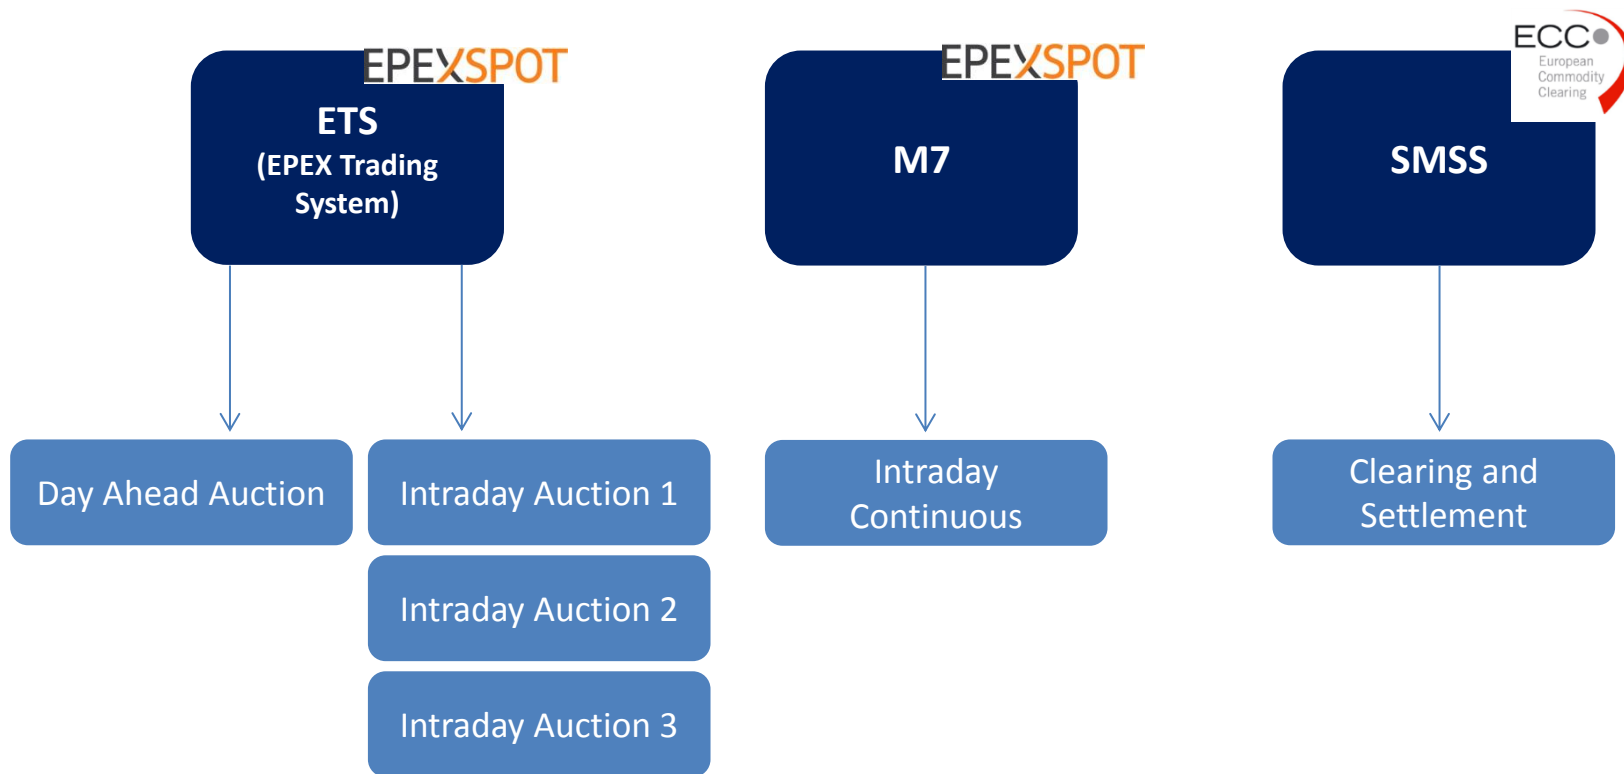 EPEXSPOT
ETS
(EPEX Trading
System)
EPEXSPOT
M7
ECC
European
Commodity
Clearing
SMSS
Day Ahead Auction
Intraday Auction 1
Intraday Auction 2
Intraday Auction 3
Intraday
Continuous
Clearing and
Settlement